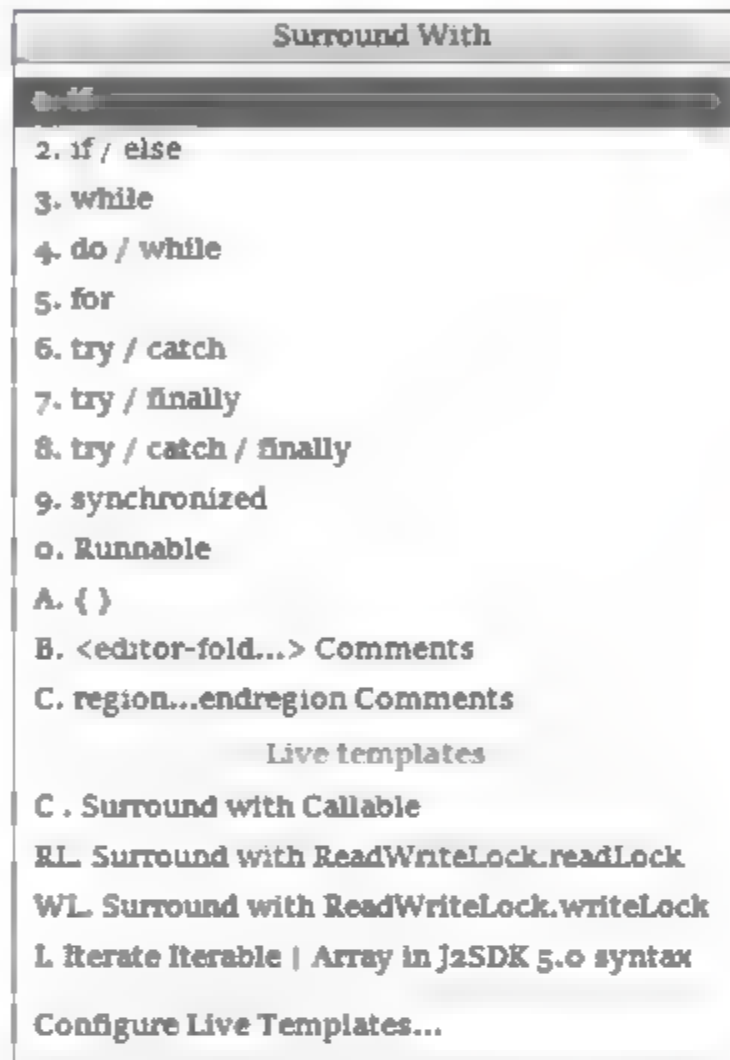 Surround With
2. if / else
3. while
4. do / while
5. for
6. try / catch
7. try / finally
8. try / catch / finally
9. synchronized
0. Runnable
A. { }
B. <editor-fold...> Comments
C. region...endregion Comments
Live templates
C . Surround with Callable
RL. Surround with ReadWriteLock.readLock
WL. Surround with ReadWriteLock.writeLock
I. Iterate Iterable | Array in J2SDK 5.0 syntax
Configure Live Templates...